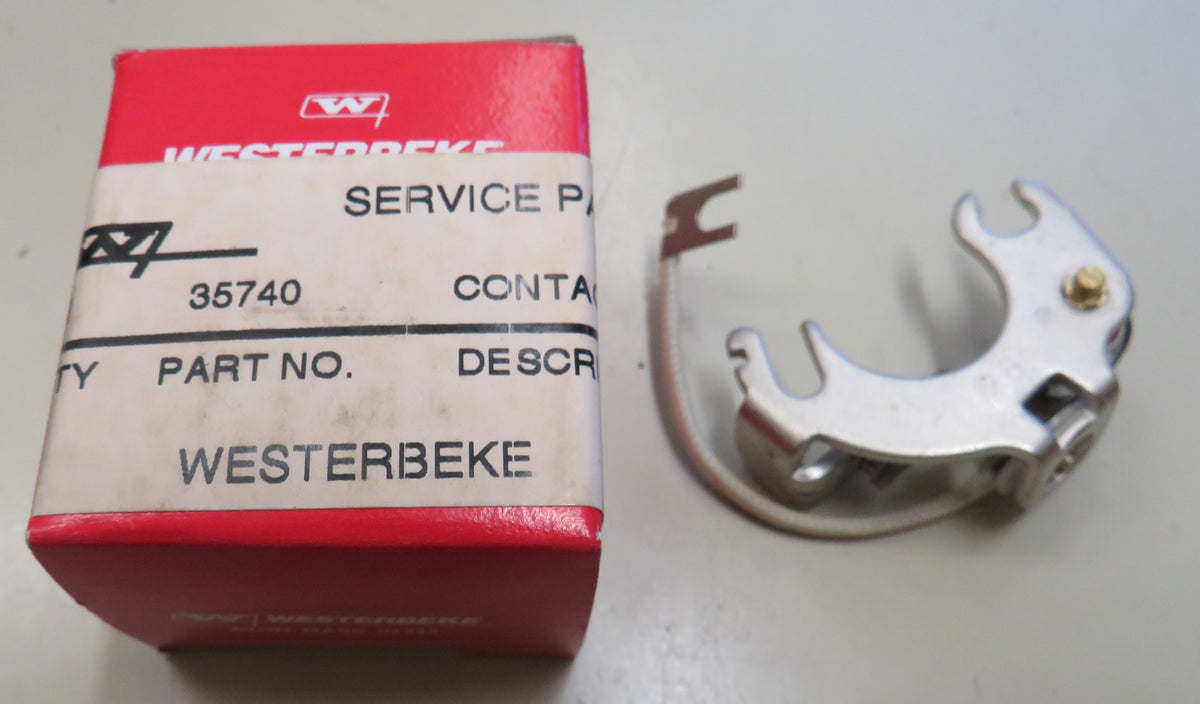 W
WESTERBEKE
SERVICE PA
35740 CONTAC
TY PART NO. DESCR
WESTERBEKE
WESTERBEKE